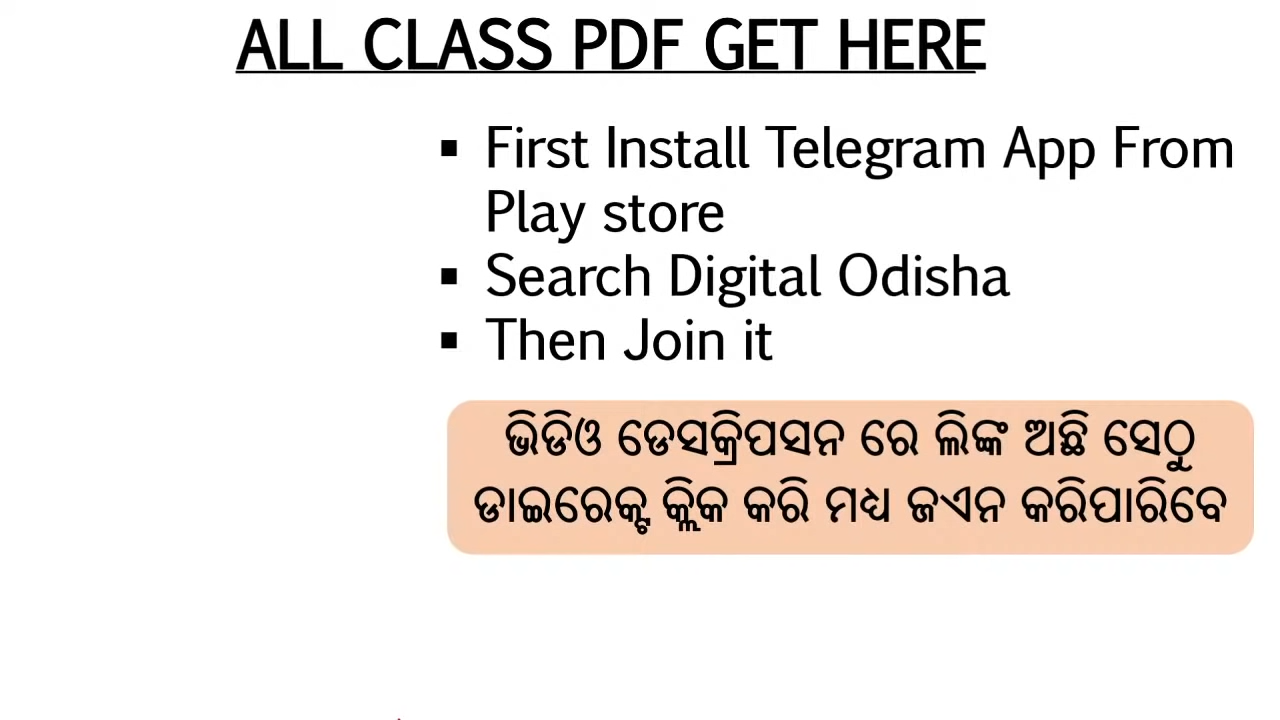 ALL CLASS PDF GET HERE
▪ First Install Telegram App From
Play store
▪ Search Digital Odisha
▪ Then Join it
ଭିଡିଓ ଡେସକ୍ରିପସନ ରେ ଲିଙ୍କ ଅଛି ସେଠୁ
ଡାଇରେକ୍ଟ କ୍ଲିକ କରି ମଧ୍ୟ ଜଏନ କରିପାରିବେ